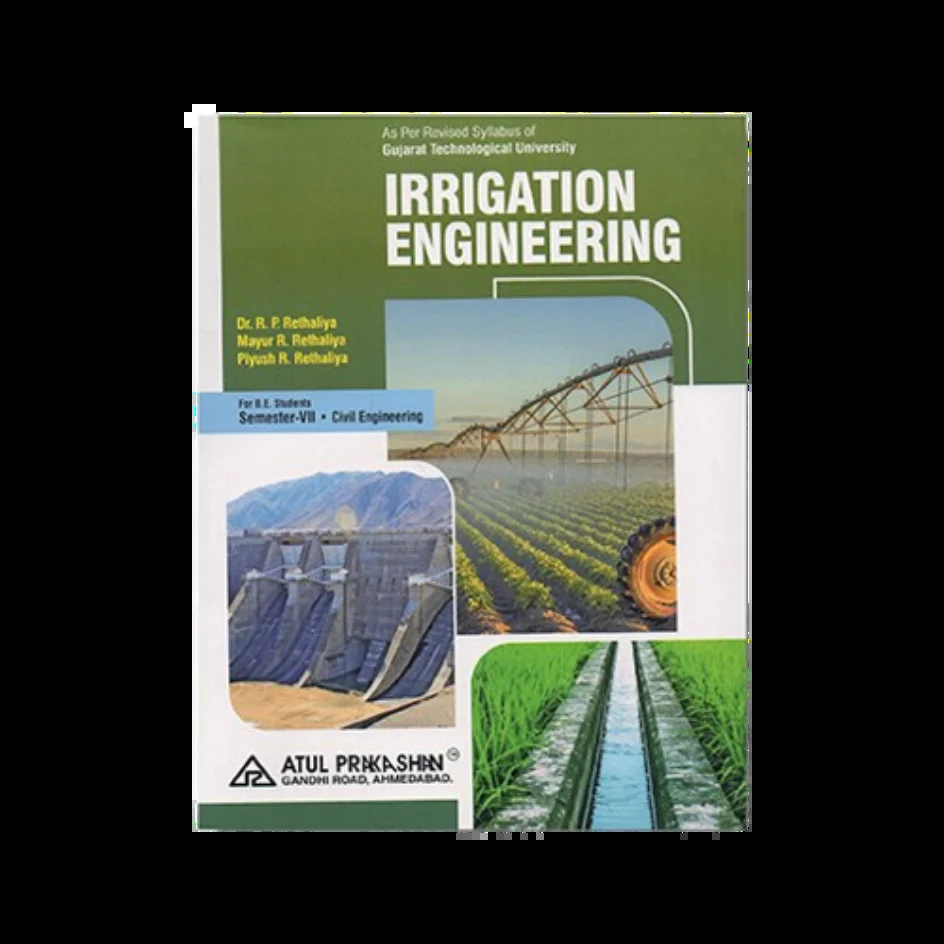 As Per Revised Syllabus of
Gujarat Technological University
IRRIGATION
ENGINEERING
Dr. R. P. Rethaliya
Mayur R. Rethaliya
Piyush R. Rethaliya
For B.E. Students
Semester-VII • Civil Engineering
ATUL PRAKASHAN
GANDHI ROAD, AHMEDABAD.